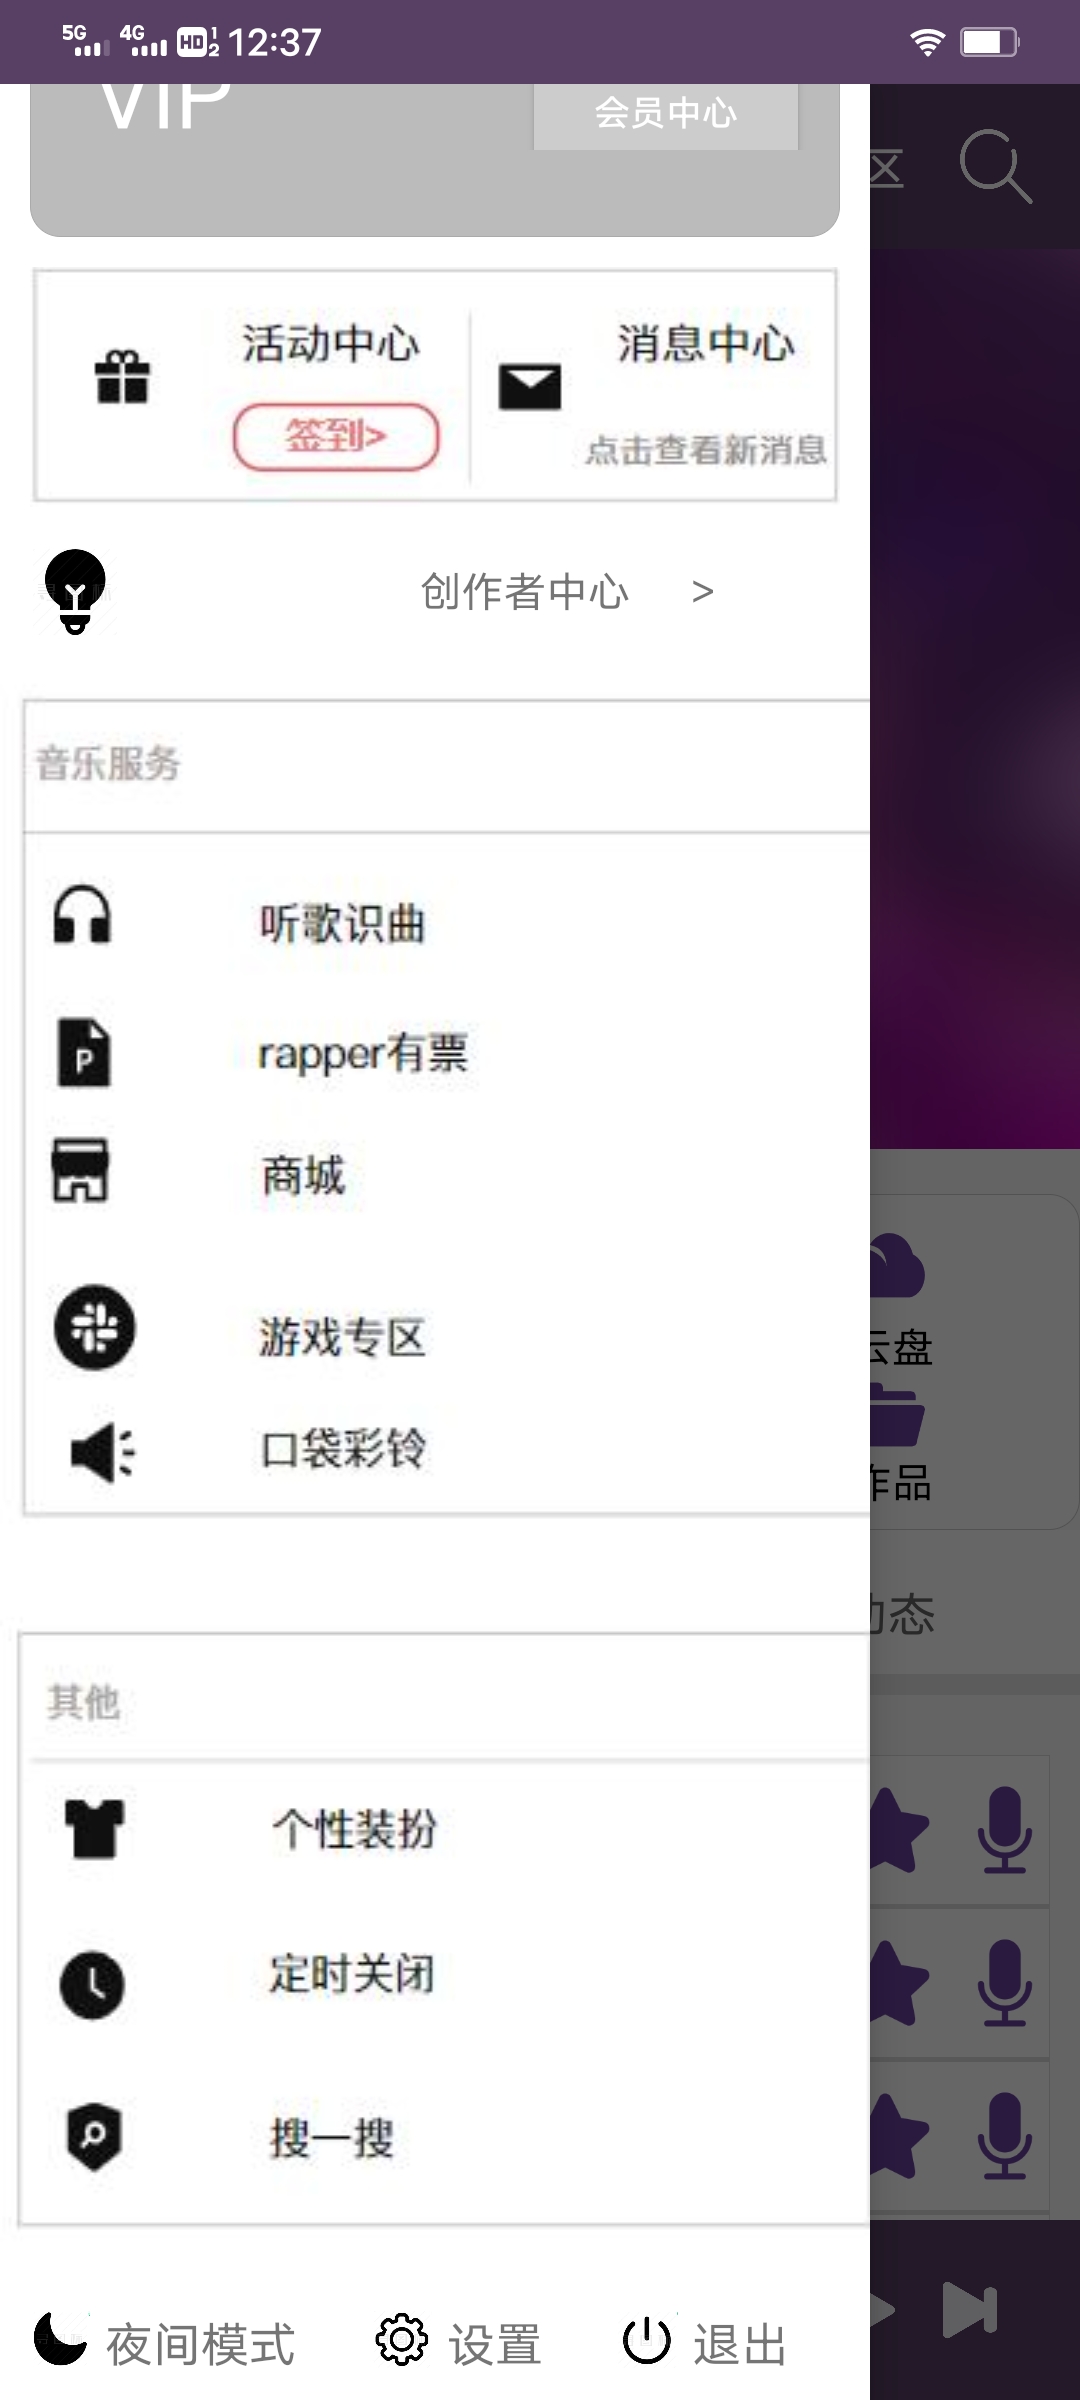 5G 4G HD 1 2 12:37
VIP 会员中心
区
活动中心 消息中心
签到> 点击查看新消息
创作者中心 >
音乐服务
听歌识曲
P rapper有票
商城
云盘
游戏专区
口袋彩铃
作品
动态
其他
个性装扮
定时关闭
搜一搜
夜间模式 设置 退出